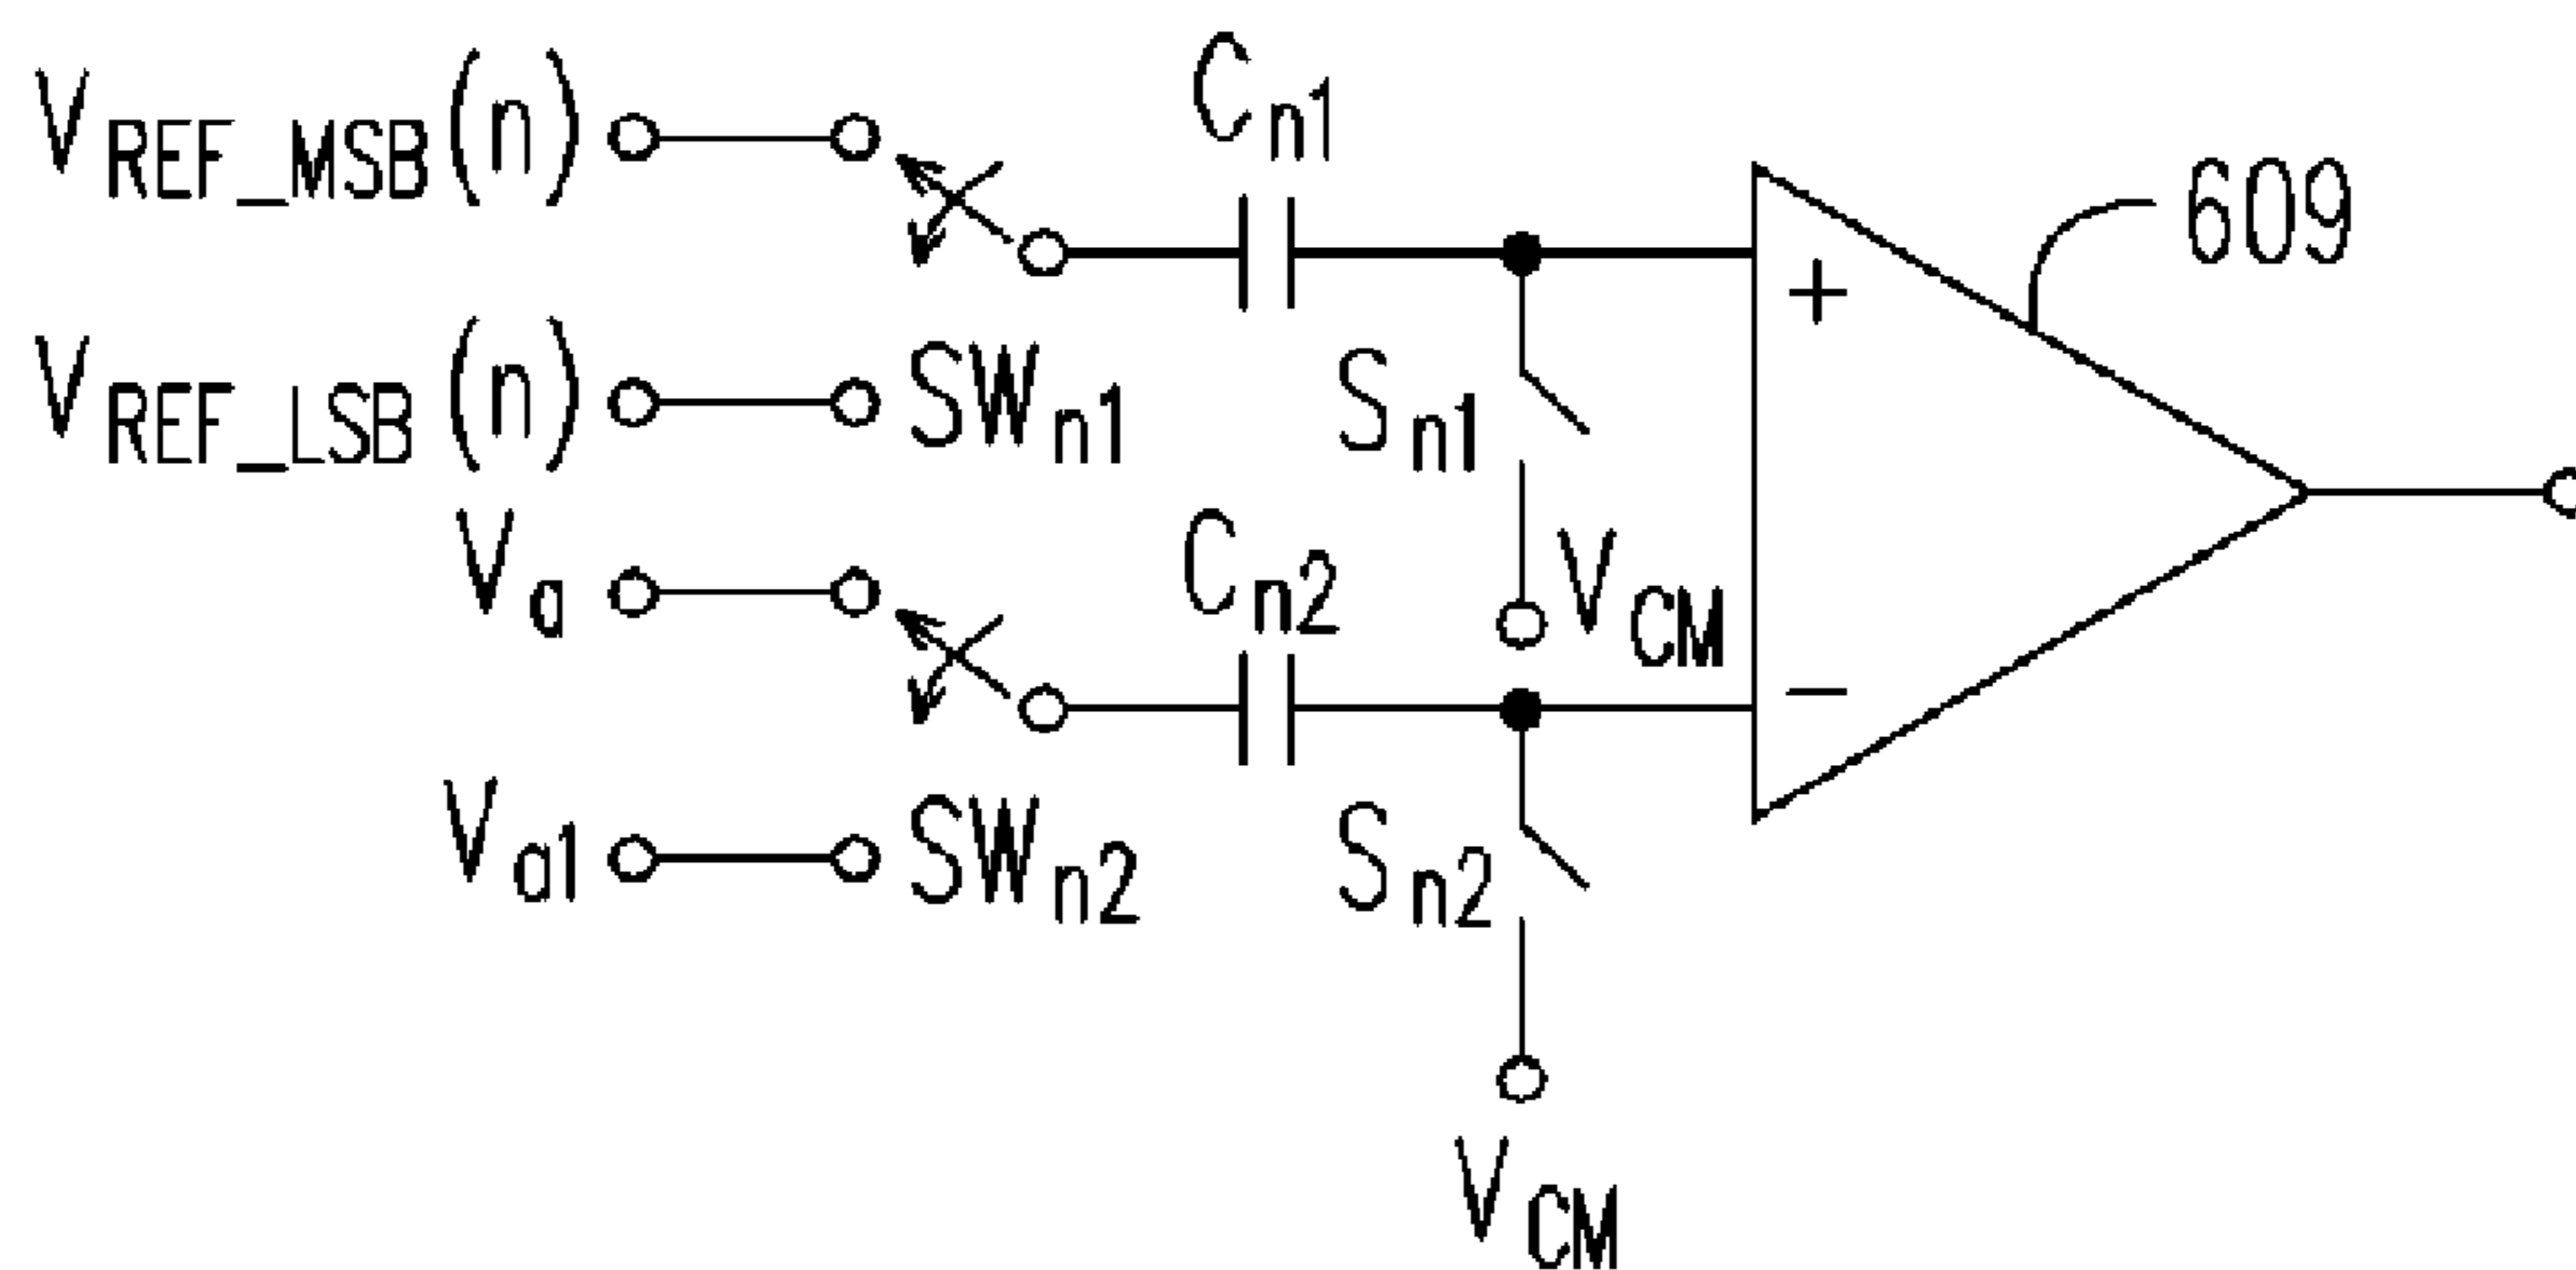 V_REF_MSB(n)
C_n1
609
+
V_REF_LSB(n)
SW_n1
S_n1
V_a
C_n2
V_CM
−
V_a1
SW_n2
S_n2
V_CM